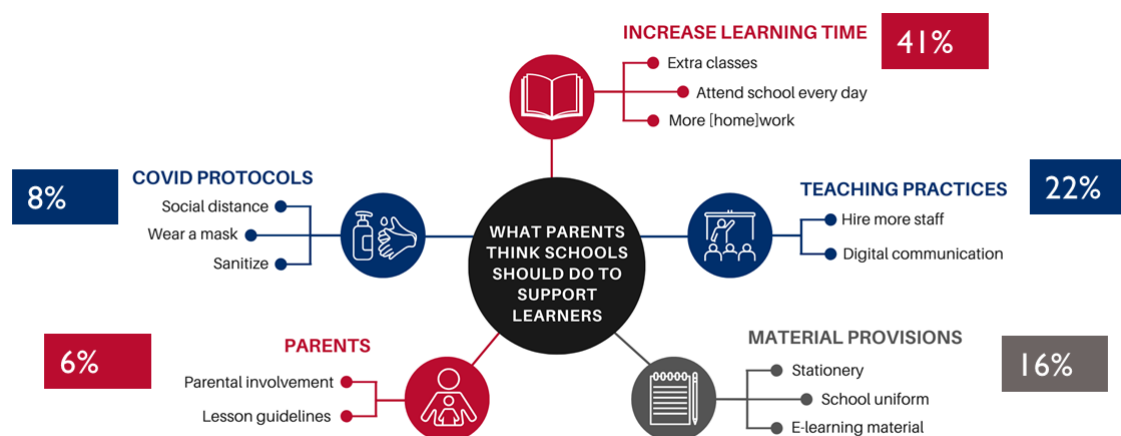 INCREASE LEARNING TIME
41%
Extra classes
Attend school every day
More [home]work
COVID PROTOCOLS
8%
Social distance
Wear a mask
Sanitize
TEACHING PRACTICES
22%
Hire more staff
Digital communication
WHAT PARENTS
THINK SCHOOLS
SHOULD DO TO
SUPPORT
LEARNERS
PARENTS
6%
Parental involvement
Lesson guidelines
MATERIAL PROVISIONS
16%
Stationery
School uniform
E-learning material